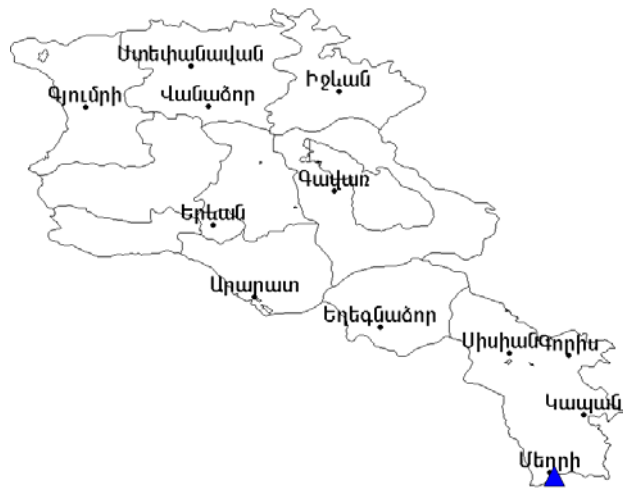 Ստեփանավան
Իջևան
Գյումրի
Վանաձոր
Գավառ
Երևան
Արարատ
Եղեգնաձոր
Սիսիան
Գորիս
Կապան
Մեղրի